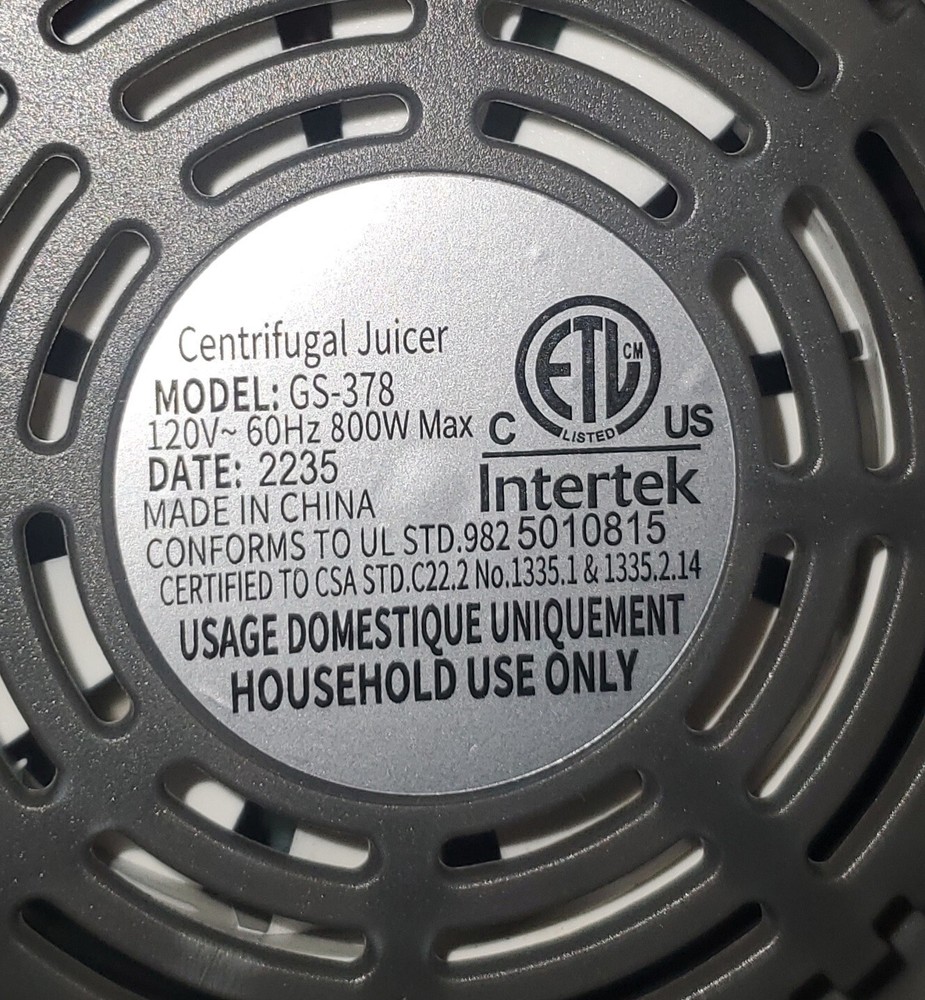 Centrifugal Juicer
MODEL: GS-378
120V~ 60Hz 800W Max
DATE: 2235
MADE IN CHINA
ETL CM
LISTED
C US
Intertek
5010815
CONFORMS TO UL STD.982
CERTIFIED TO CSA STD.C22.2 No.1335.1 & 1335.2.14
USAGE DOMESTIQUE UNIQUEMENT
HOUSEHOLD USE ONLY